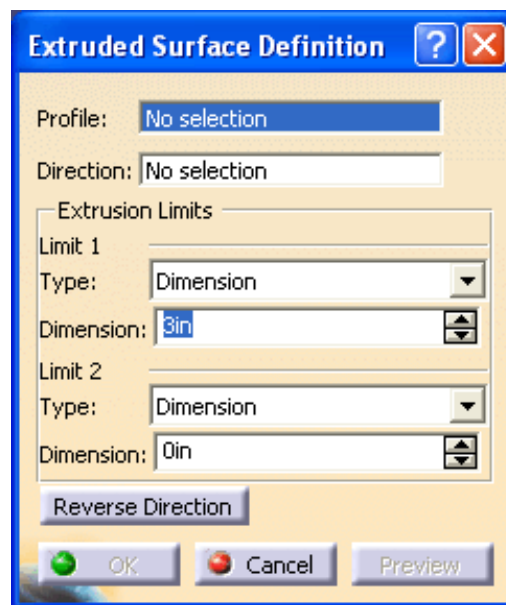 Extruded Surface Definition ?
Profile: No selection
Direction: No selection
Extrusion Limits
Limit 1
Type: Dimension
Dimension: 3in
Limit 2
Type: Dimension
Dimension: 0in
Reverse Direction
OK Cancel Preview